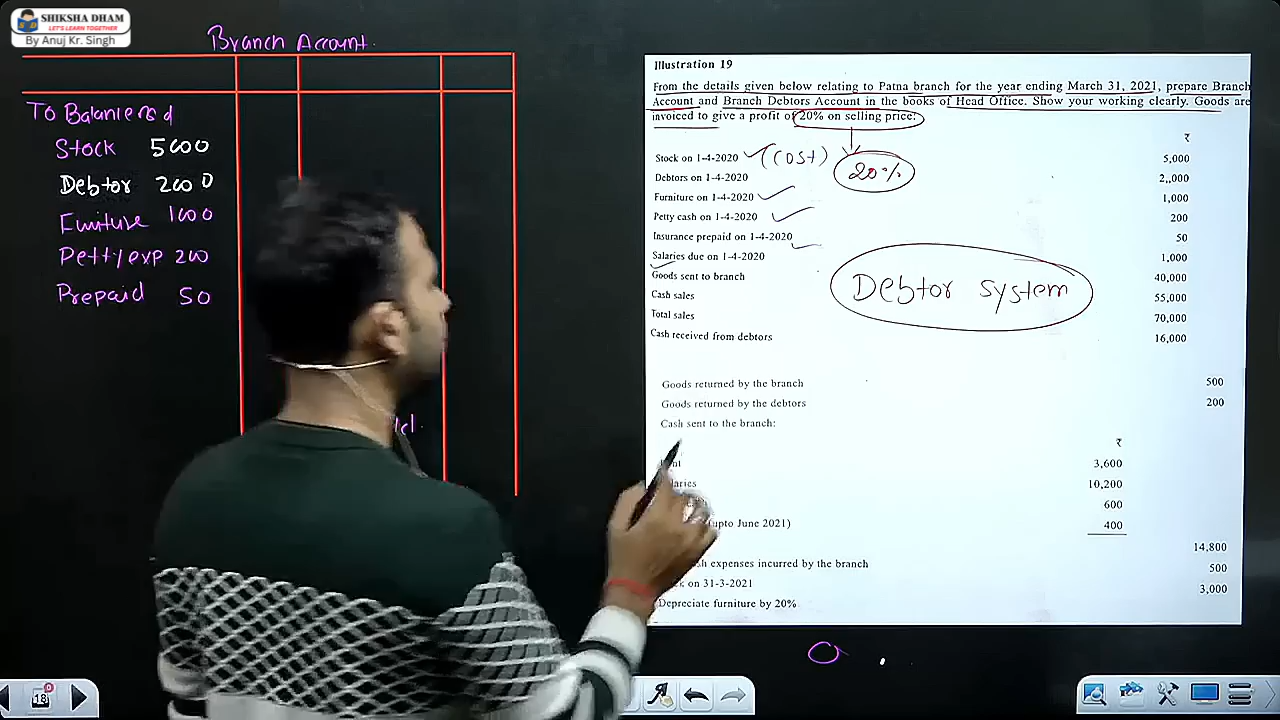 SHIKSHA DHAM
LET'S LEARN TOGETHER
By Anuj Kr. Singh
Branch Account.
To Balance b/d
Stock 5000
Debtor 2000
Furniture 1000
Petty exp 200
Prepaid 50
Illustration 19
From the details given below relating to Patna branch for the year ending March 31, 2021, prepare Branch
Account and Branch Debtors Account in the books of Head Office. Show your working clearly. Goods are
invoiced to give a profit of 20% on selling price:
₹
Stock on 1-4-2020 (cost) 5,000
20%
Debtors on 1-4-2020 2,,000
Furniture on 1-4-2020 1,000
Petty cash on 1-4-2020 200
Insurance prepaid on 1-4-2020 50
Salaries due on 1-4-2020 1,000
Goods sent to branch 40,000
Debtor system
Cash sales 55,000
Total sales 70,000
Cash received from debtors 16,000
Goods returned by the branch 500
Goods returned by the debtors 200
Cash sent to the branch:
₹
3,600
10,200
600
upto June 2021) 400
14,800
expenses incurred by the branch 500
on 31-3-2021 3,000
Depreciate furniture by 20%
18